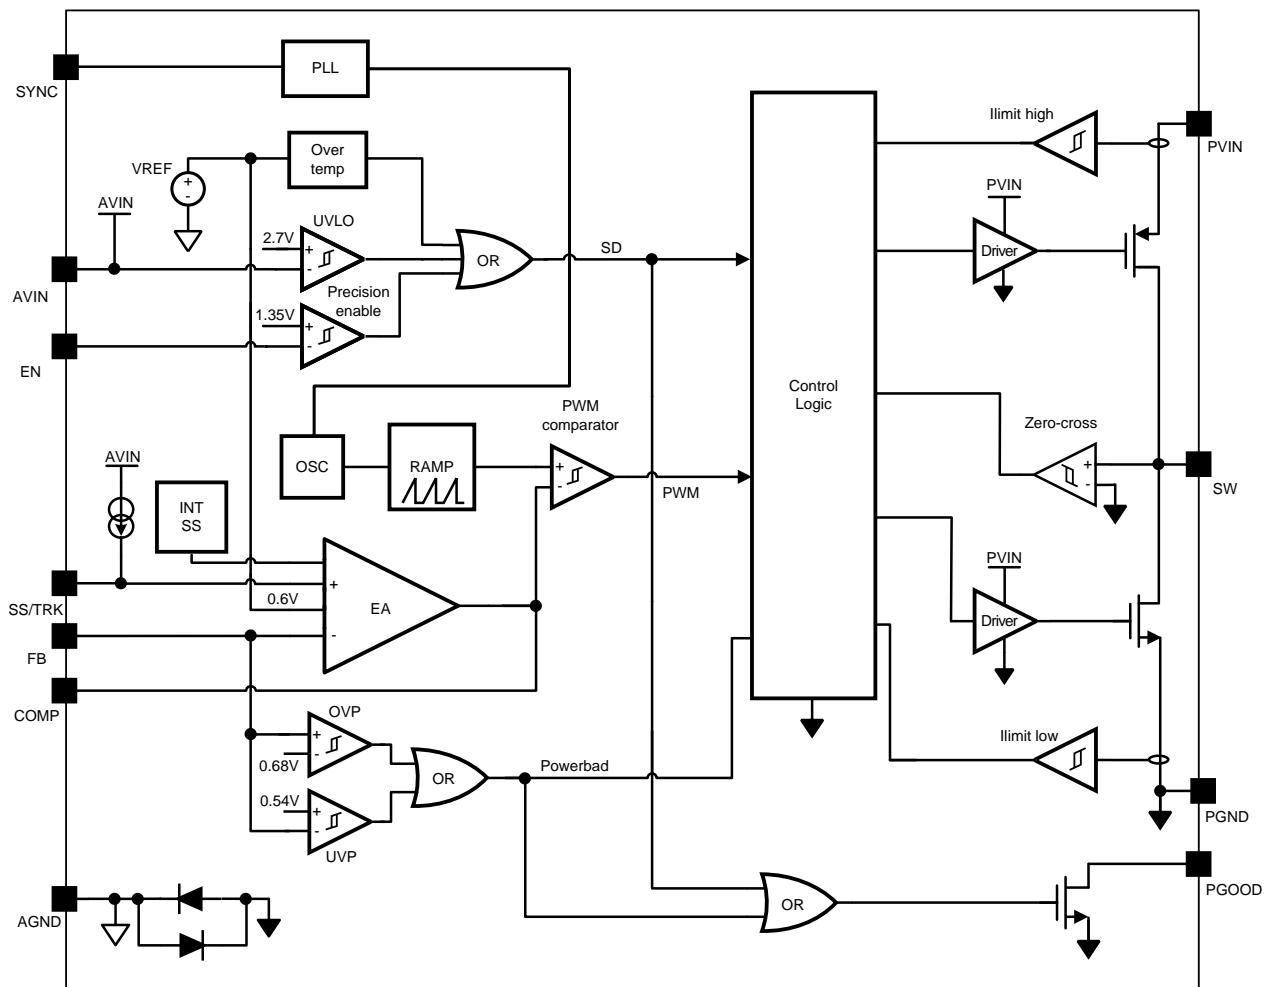 SYNC
PLL
Ilimit high
PVIN
Over
temp
VREF
+
-
AVIN
PVIN
UVLO
2.7V
+
-
OR
SD
Driver
AVIN
Precision
enable
1.35V
+
-
EN
Control
Logic
PWM
comparator
Zero-cross
AVIN
OSC
RAMP
+
-
+
-
SW
PWM
INT
SS
PVIN
SS/TRK
+
0.6V
EA
-
Driver
FB
COMP
OVP
+
-
0.68V
OR
Powerbad
Ilimit low
0.54V
+
-
UVP
PGND
PGOOD
AGND
OR